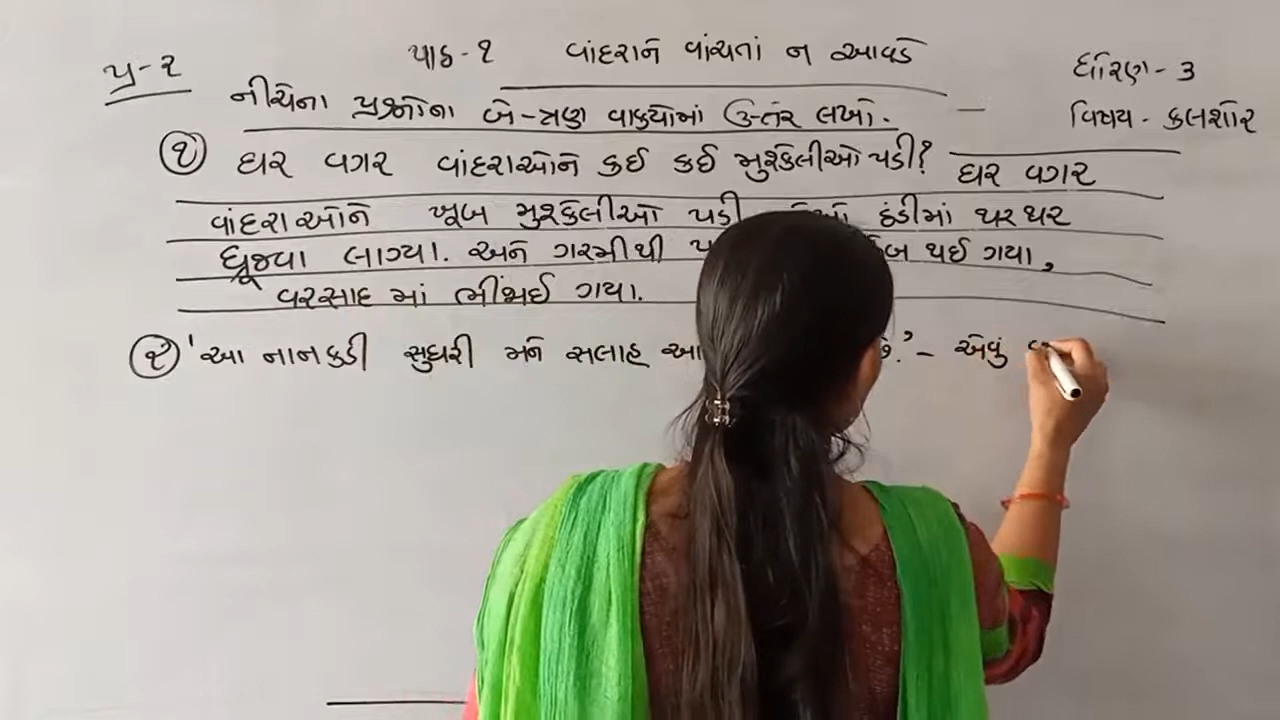 પાઠ - ૧ વાંદરાને વાંચતાં ન આવડે
ધોરણ - ૩
પ્ર - ૨
નીચેના પ્રશ્નોના બે-ત્રણ વાક્યોમાં ઉત્તર લખો. —
વિષય - કલશોર
૧ ઘર વગર વાંદરાઓને કઈ કઈ મુશ્કેલીઓ પડી? ઘર વગર
વાંદરાઓને ખૂબ મુશ્કેલીઓ પડી ઠંડીમાં થરથર
ધ્રૂજવા લાગ્યા. અને ગરમીથી થઈ ગયા,
વરસાદ માં ભીંજાઈ ગયા.
૨ 'આ નાનકડી સુઘરી મને સલાહ છે.' - એવું